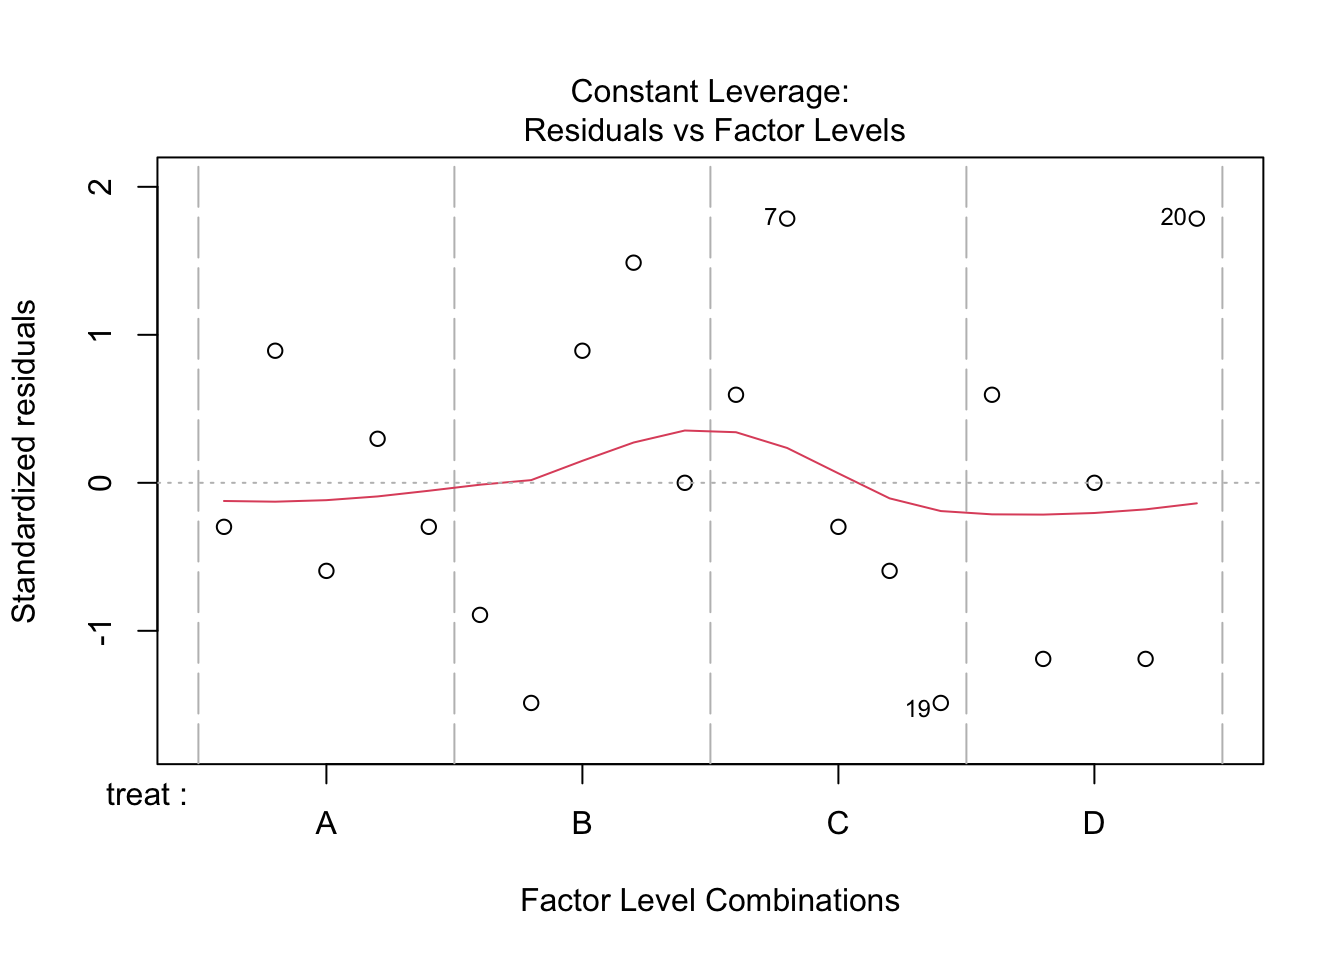 Constant Leverage:
Residuals vs Factor Levels
Standardized residuals
2
1
0
-1
7
20
19
treat :
A B C D
Factor Level Combinations